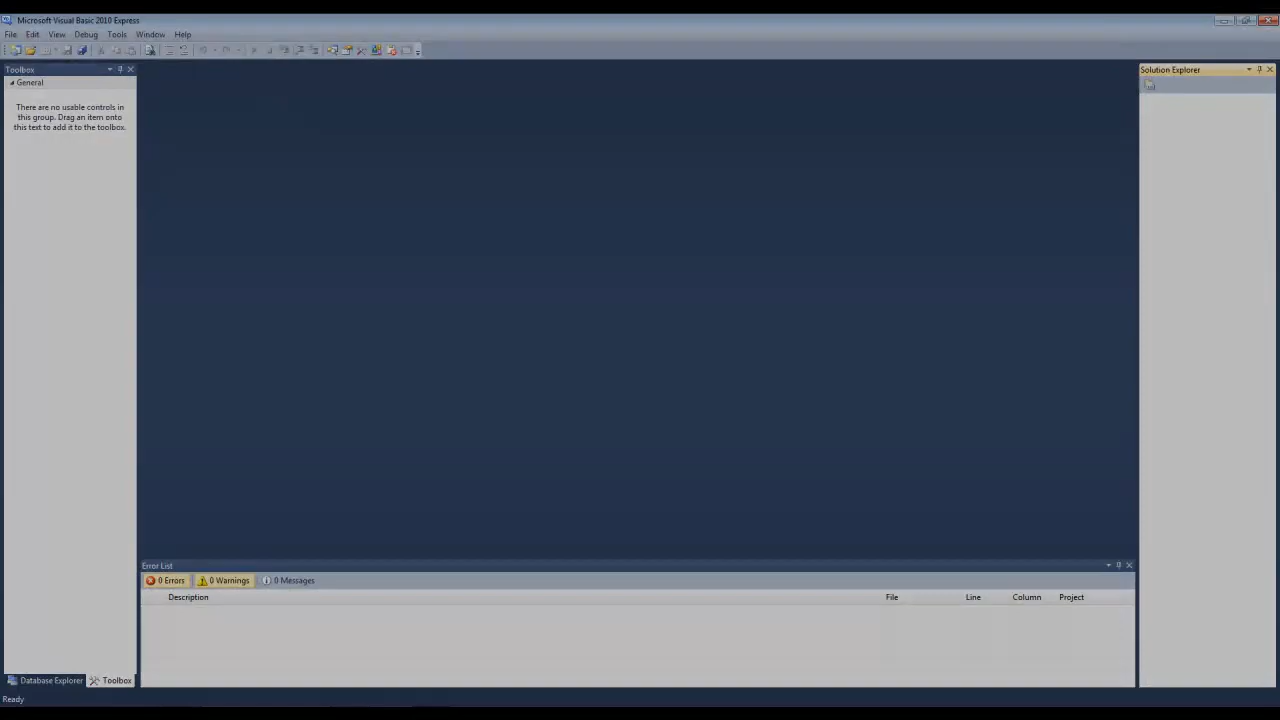 Microsoft Visual Basic 2010 Express
File Edit View Debug Tools Window Help
Toolbox
Solution Explorer
General
There are no usable controls in
this group. Drag an item onto
this text to add it to the toolbox.
Error List
0 Errors 0 Warnings 0 Messages
Description File Line Column Project
Database Explorer Toolbox
Ready